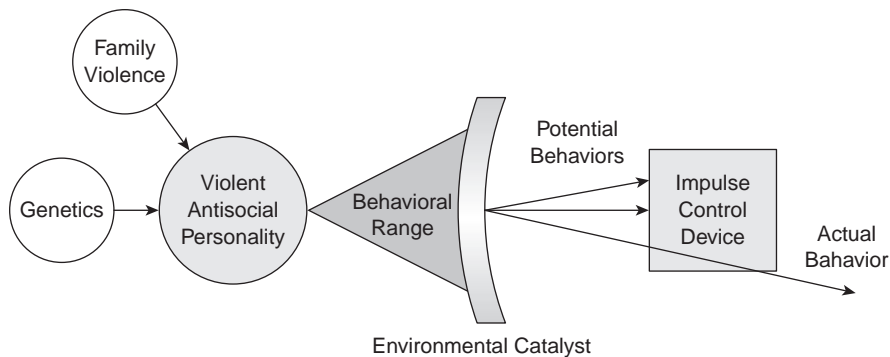 Family
Violence
Genetics
Violent
Antisocial
Personality
Behavioral
Range
Environmental Catalyst
Potential
Behaviors
Impulse
Control
Device
Actual
Bahavior